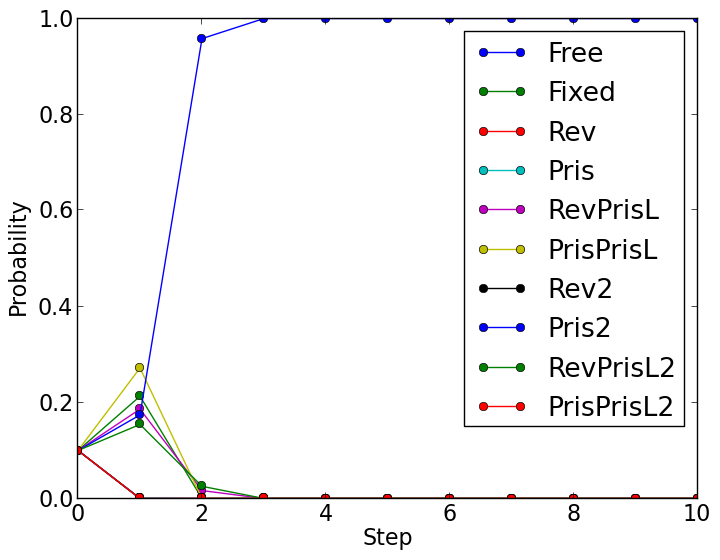 1.0
0.8
0.6
0.4
0.2
0.0
Probability
Free
Fixed
Rev
Pris
RevPrisL
PrisPrisL
Rev2
Pris2
RevPrisL2
PrisPrisL2
0 2 4 6 8 10
Step